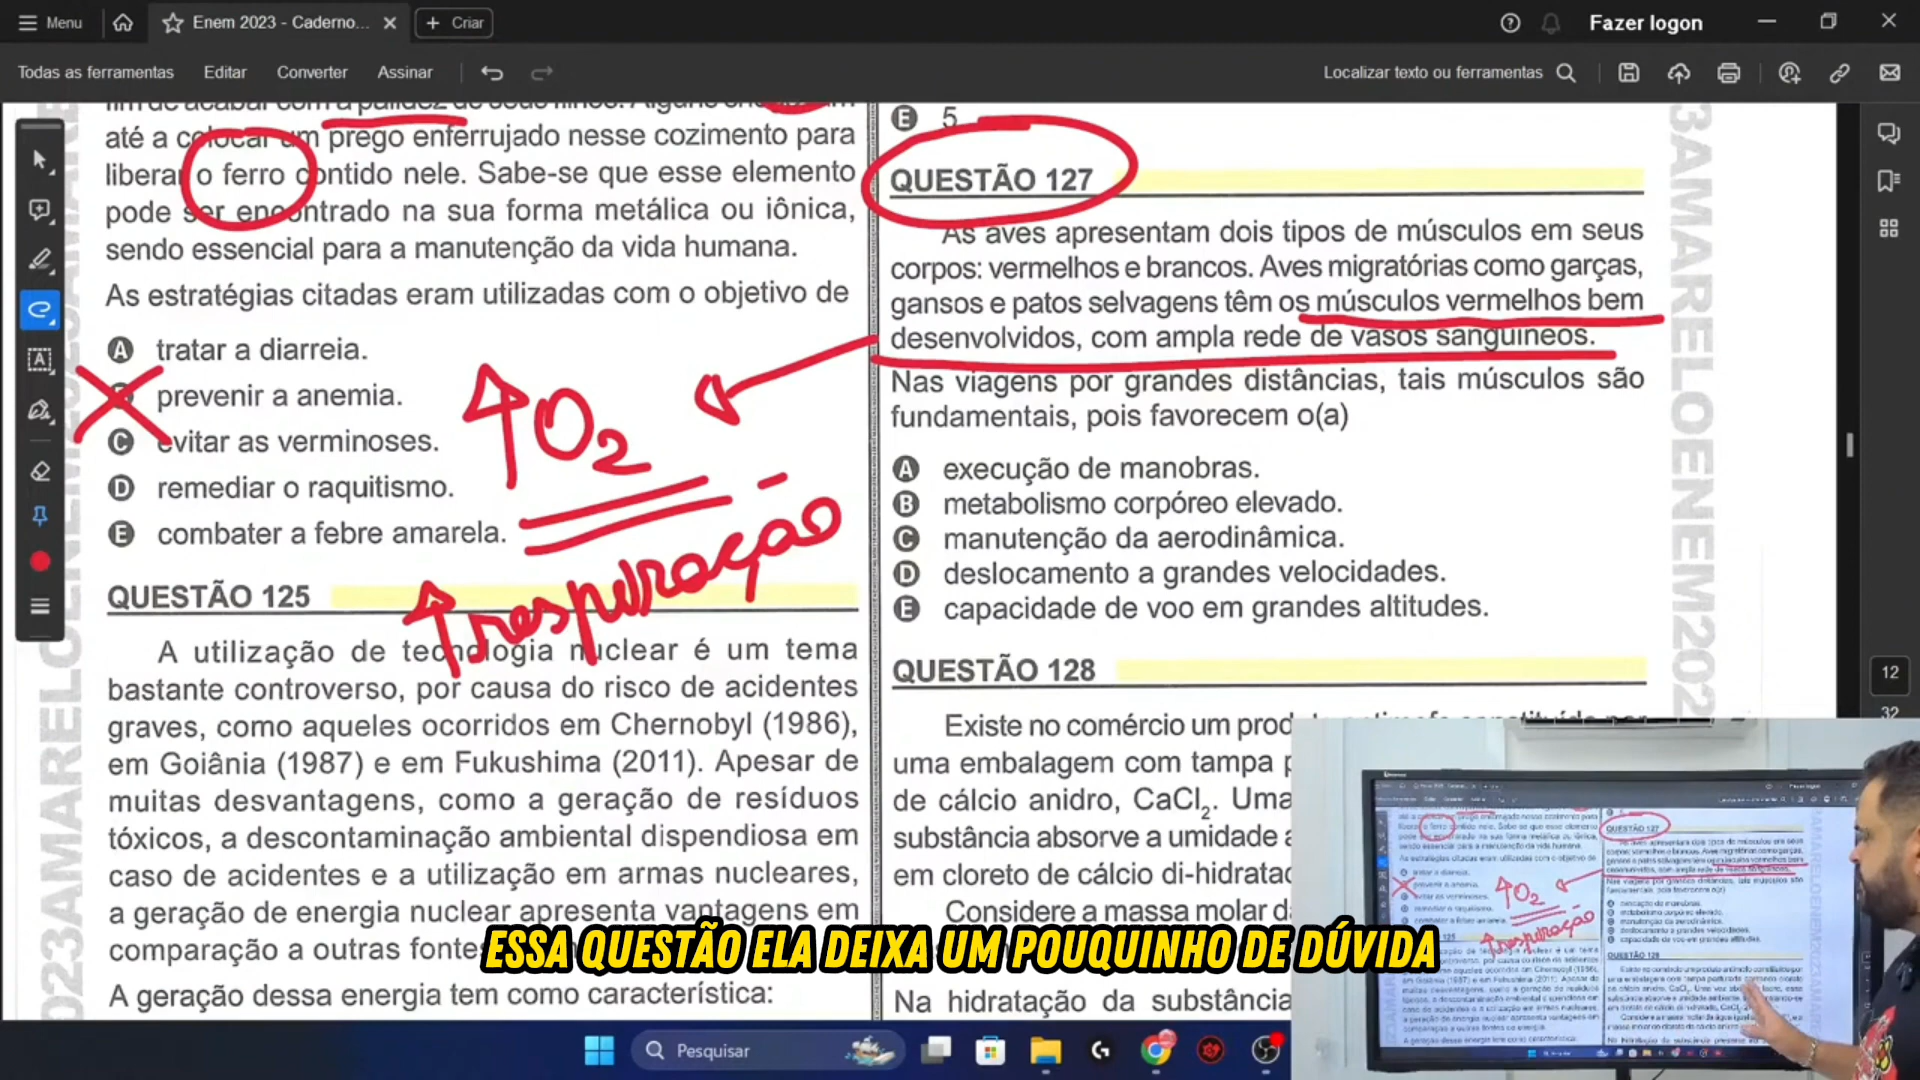 Menu
Enem 2023 - Caderno...
Criar
Fazer logon
Todas as ferramentas
Editar
Converter
Assinar
Localizar texto ou ferramentas
até a colocar um prego enferrujado nesse cozimento para
liberar o ferro contido nele. Sabe-se que esse elemento
pode ser encontrado na sua forma metálica ou iônica,
sendo essencial para a manutenção da vida humana.
As estratégias citadas eram utilizadas com o objetivo de
A tratar a diarreia.
prevenir a anemia.
C evitar as verminoses.
D remediar o raquitismo.
E combater a febre amarela.
↑O2
↑respiração
QUESTÃO 125
A utilização de tecnologia nuclear é um tema
bastante controverso, por causa do risco de acidentes
graves, como aqueles ocorridos em Chernobyl (1986),
em Goiânia (1987) e em Fukushima (2011). Apesar de
muitas desvantagens, como a geração de resíduos
tóxicos, a descontaminação ambiental dispendiosa em
caso de acidentes e a utilização em armas nucleares,
a geração de energia nuclear apresenta vantagens em
comparação a outras fontes
A geração dessa energia tem como característica:
E 5
QUESTÃO 127
As aves apresentam dois tipos de músculos em seus
corpos: vermelhos e brancos. Aves migratórias como garças,
gansos e patos selvagens têm os músculos vermelhos bem
desenvolvidos, com ampla rede de vasos sanguíneos.
Nas viagens por grandes distâncias, tais músculos são
fundamentais, pois favorecem o(a)
A execução de manobras.
B metabolismo corpóreo elevado.
C manutenção da aerodinâmica.
D deslocamento a grandes velocidades.
E capacidade de voo em grandes altitudes.
QUESTÃO 128
Existe no comércio um
uma embalagem com tampa
de cálcio anidro, CaCl2. Uma
substância absorve a umidade
em cloreto de cálcio
Considere a massa molar
Na hidratação da substância
12
32
ESSA QUESTÃO ELA DEIXA UM POUQUINHO DE DÚVIDA
Pesquisar